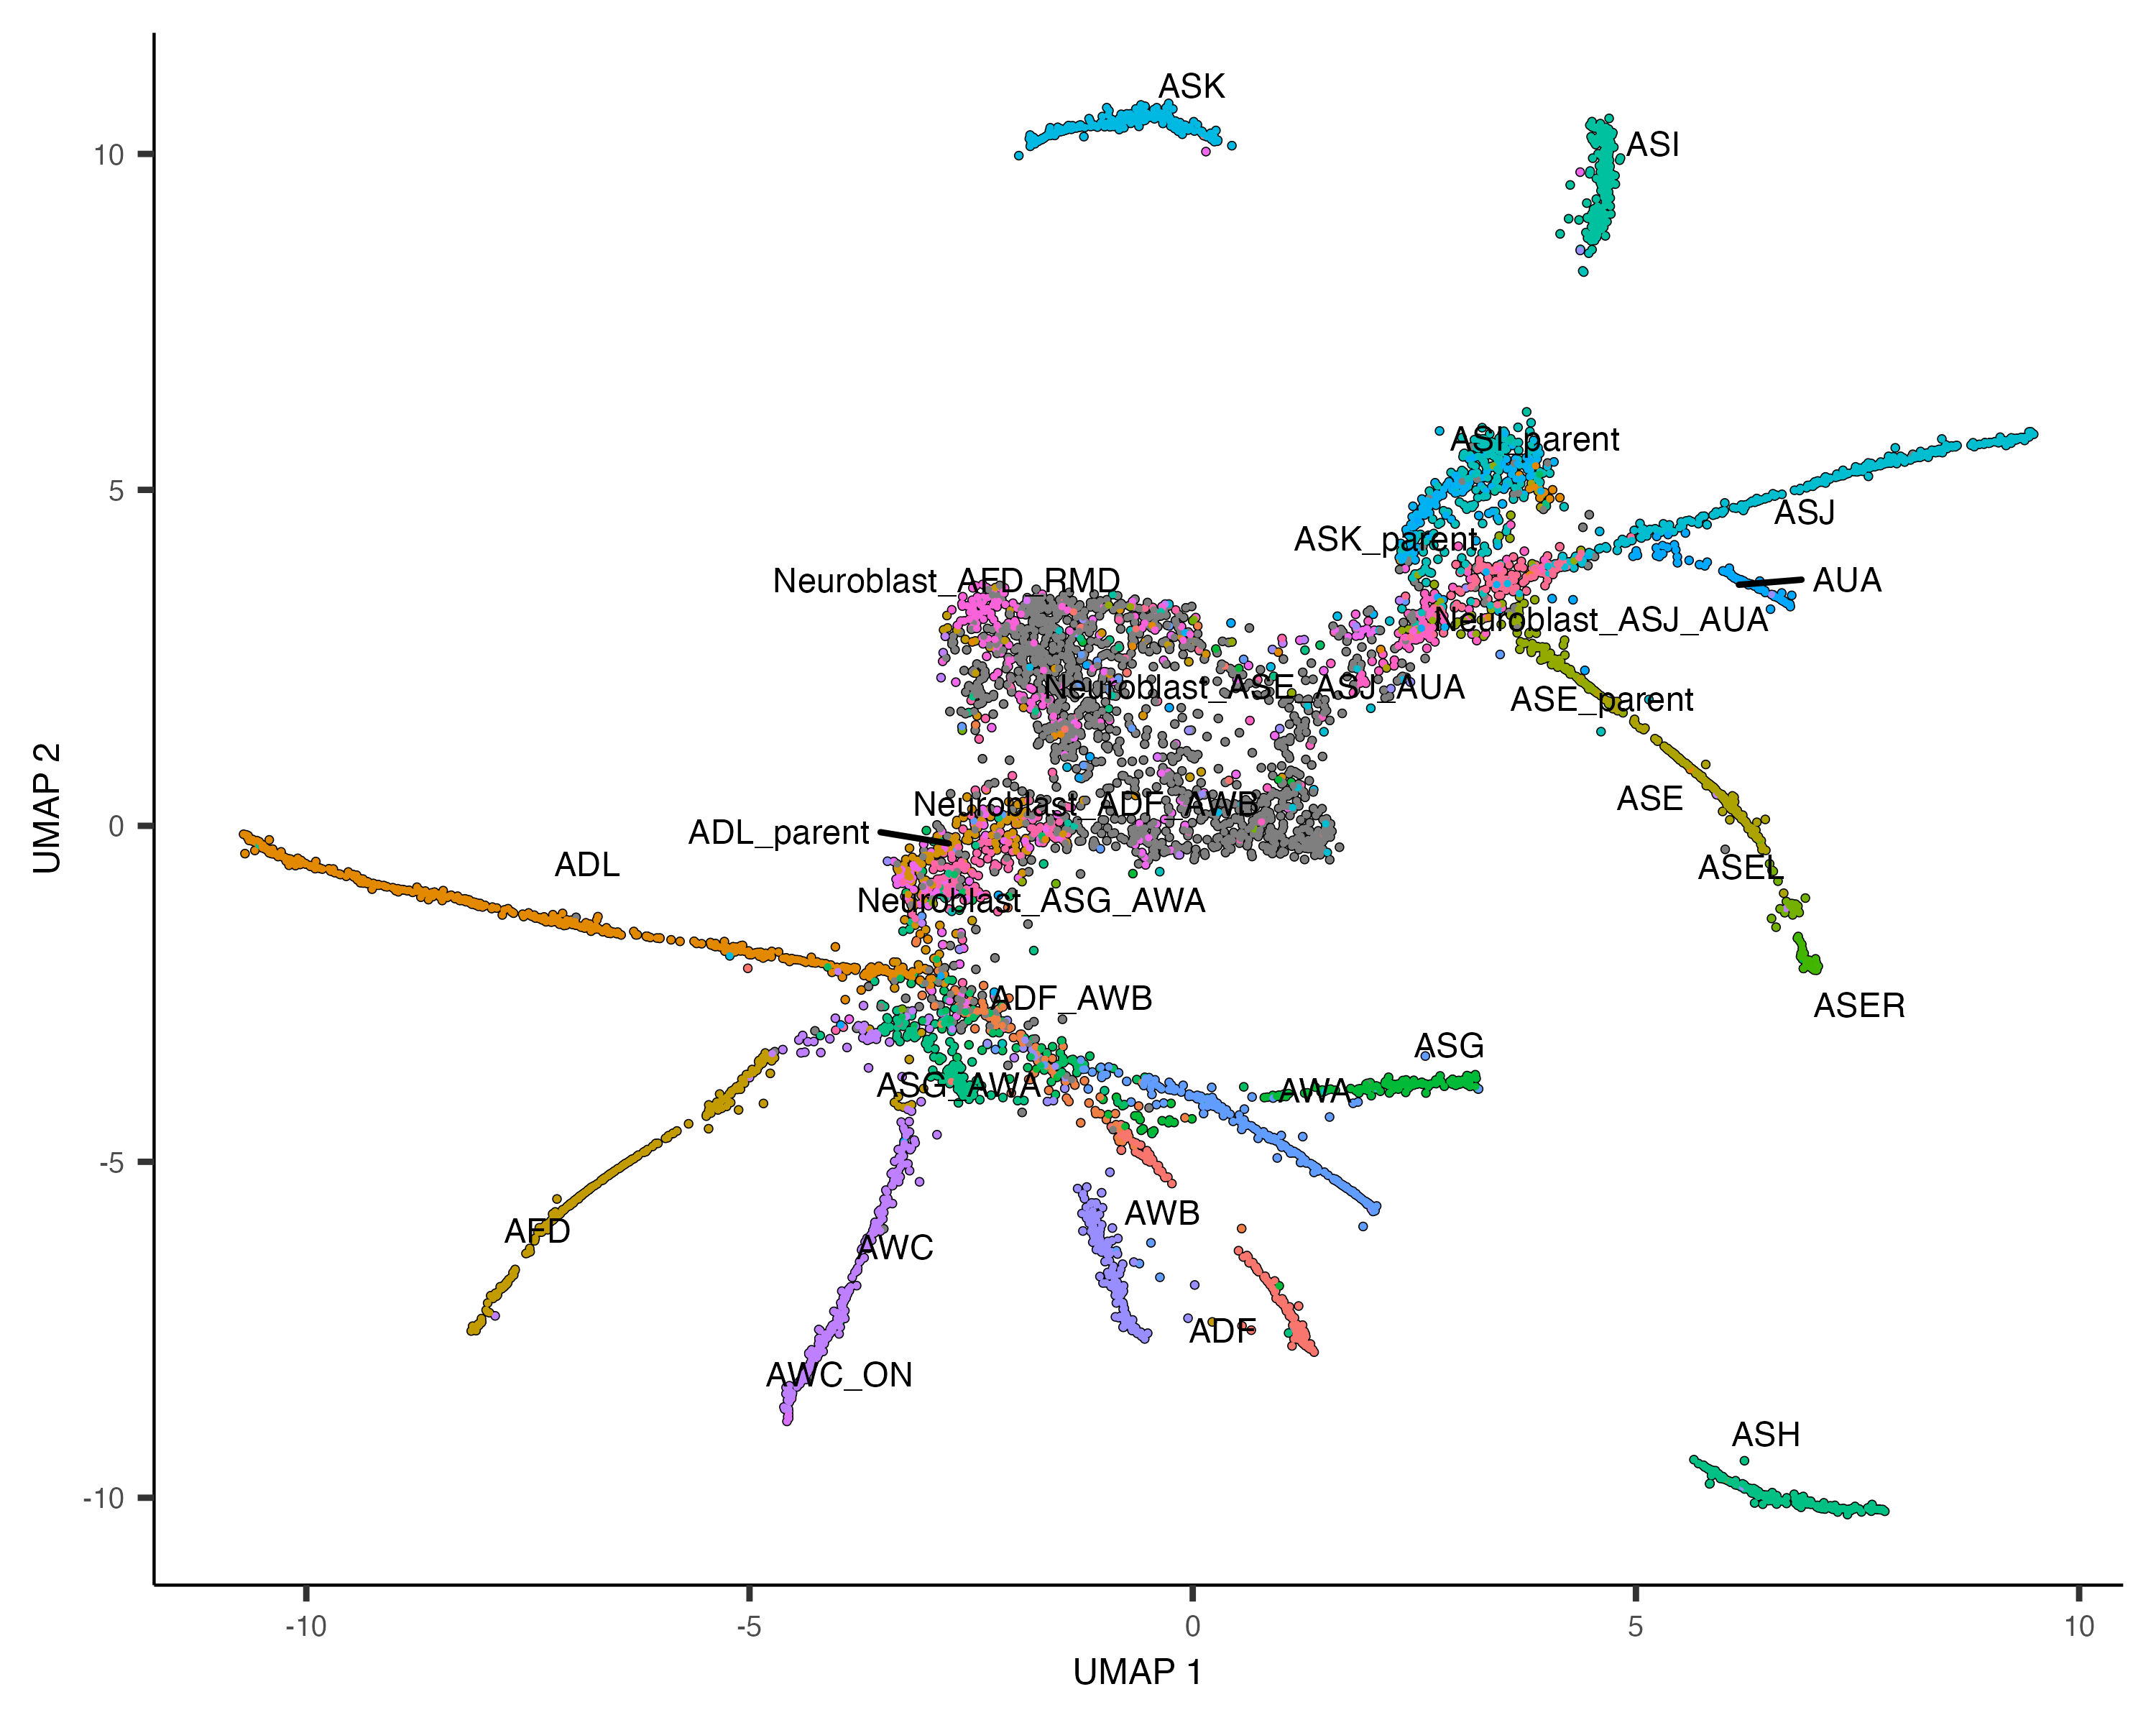 ASK
ASI
10
ASI_parent
5
ASJ
ASK_parent
Neuroblast_AFD_RMD
AUA
Neuroblast_ASJ_AUA
Neuroblast_ASE_ASJ_AUA
ASE_parent
Neuroblast_ADF_AWB
ASE
ADL_parent
0
UMAP 2
ADL
ASEL
Neuroblast_ASG_AWA
ADF_AWB
ASER
ASG
ASG_AWA
AWA
-5
AWB
AFD
AWC
ADF
AWC_ON
ASH
-10
-10
-5
0
5
10
UMAP 1